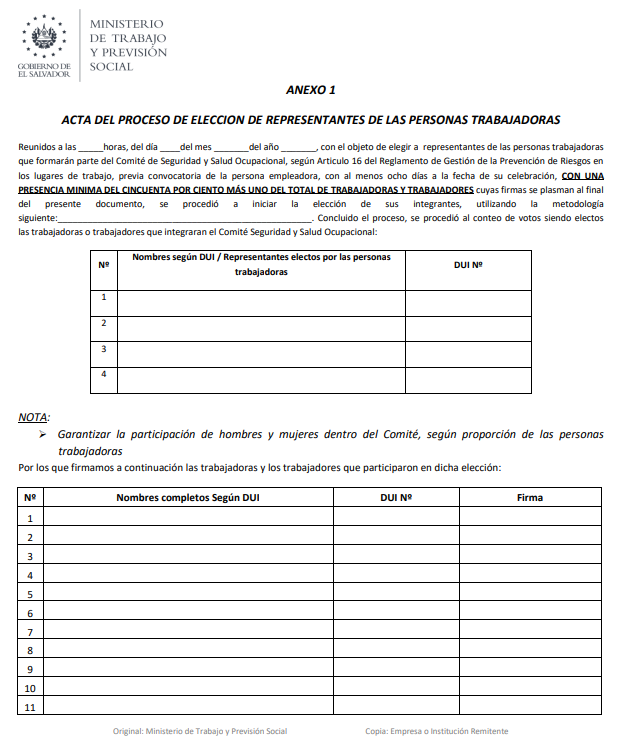 MINISTERIO
DE TRABAJO
Y PREVISIÓN
SOCIAL
GOBIERNO DE
EL SALVADOR
ANEXO 1
ACTA DEL PROCESO DE ELECCION DE REPRESENTANTES DE LAS PERSONAS TRABAJADORAS
Reunidos a las _____horas, del día ____del mes _______del año _______, con el objeto de elegir a representantes de las personas trabajadoras
que formarán parte del Comité de Seguridad y Salud Ocupacional, según Articulo 16 del Reglamento de Gestión de la Prevención de Riesgos en
los lugares de trabajo, previa convocatoria de la persona empleadora, con al menos ocho días a la fecha de su celebración, CON UNA
PRESENCIA MINIMA DEL CINCUENTA POR CIENTO MÁS UNO DEL TOTAL DE TRABAJADORAS Y TRABAJADORES cuyas firmas se plasman al final
del presente documento, se procedió a iniciar la elección de sus integrantes, utilizando la metodología
siguiente:____________________________________________________. Concluido el proceso, se procedió al conteo de votos siendo electos
las trabajadoras o trabajadores que integraran el Comité Seguridad y Salud Ocupacional:
Nº Nombres según DUI / Representantes electos por las personas DUI Nº
trabajadoras
1
2
3
4
NOTA:
➢ Garantizar la participación de hombres y mujeres dentro del Comité, según proporción de las personas
trabajadoras
Por los que firmamos a continuación las trabajadoras y los trabajadores que participaron en dicha elección:
Nº Nombres completos Según DUI DUI Nº Firma
1
2
3
4
5
6
7
8
9
10
11
Original: Ministerio de Trabajo y Previsión Social Copia: Empresa o Institución Remitente